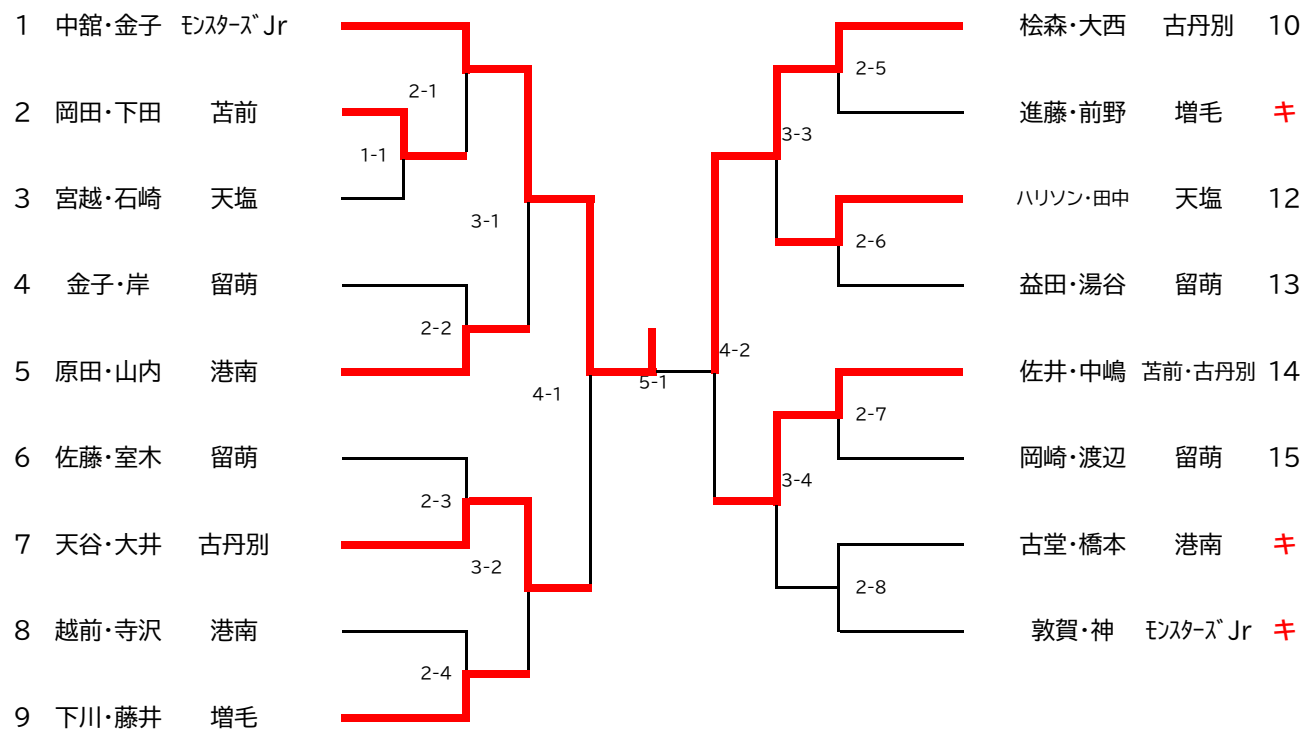 1 中舘・金子 ﾓﾝｽﾀｰｽﾞJr
2-1
2 岡田・下田 苫前
1-1
3 宮越・石崎 天塩
3-1
4 金子・岸 留萌
2-2
5 原田・山内 港南
4-1
6 佐藤・室木 留萌
2-3
7 天谷・大井 古丹別
3-2
8 越前・寺沢 港南
2-4
9 下川・藤井 増毛
5-1
桧森・大西 古丹別 10
2-5
進藤・前野 増毛 キ
3-3
ハリソン・田中 天塩 12
2-6
益田・湯谷 留萌 13
4-2
佐井・中嶋 苫前・古丹別 14
2-7
岡崎・渡辺 留萌 15
3-4
古堂・橋本 港南 キ
2-8
敦賀・神 ﾓﾝｽﾀｰｽﾞJr キ